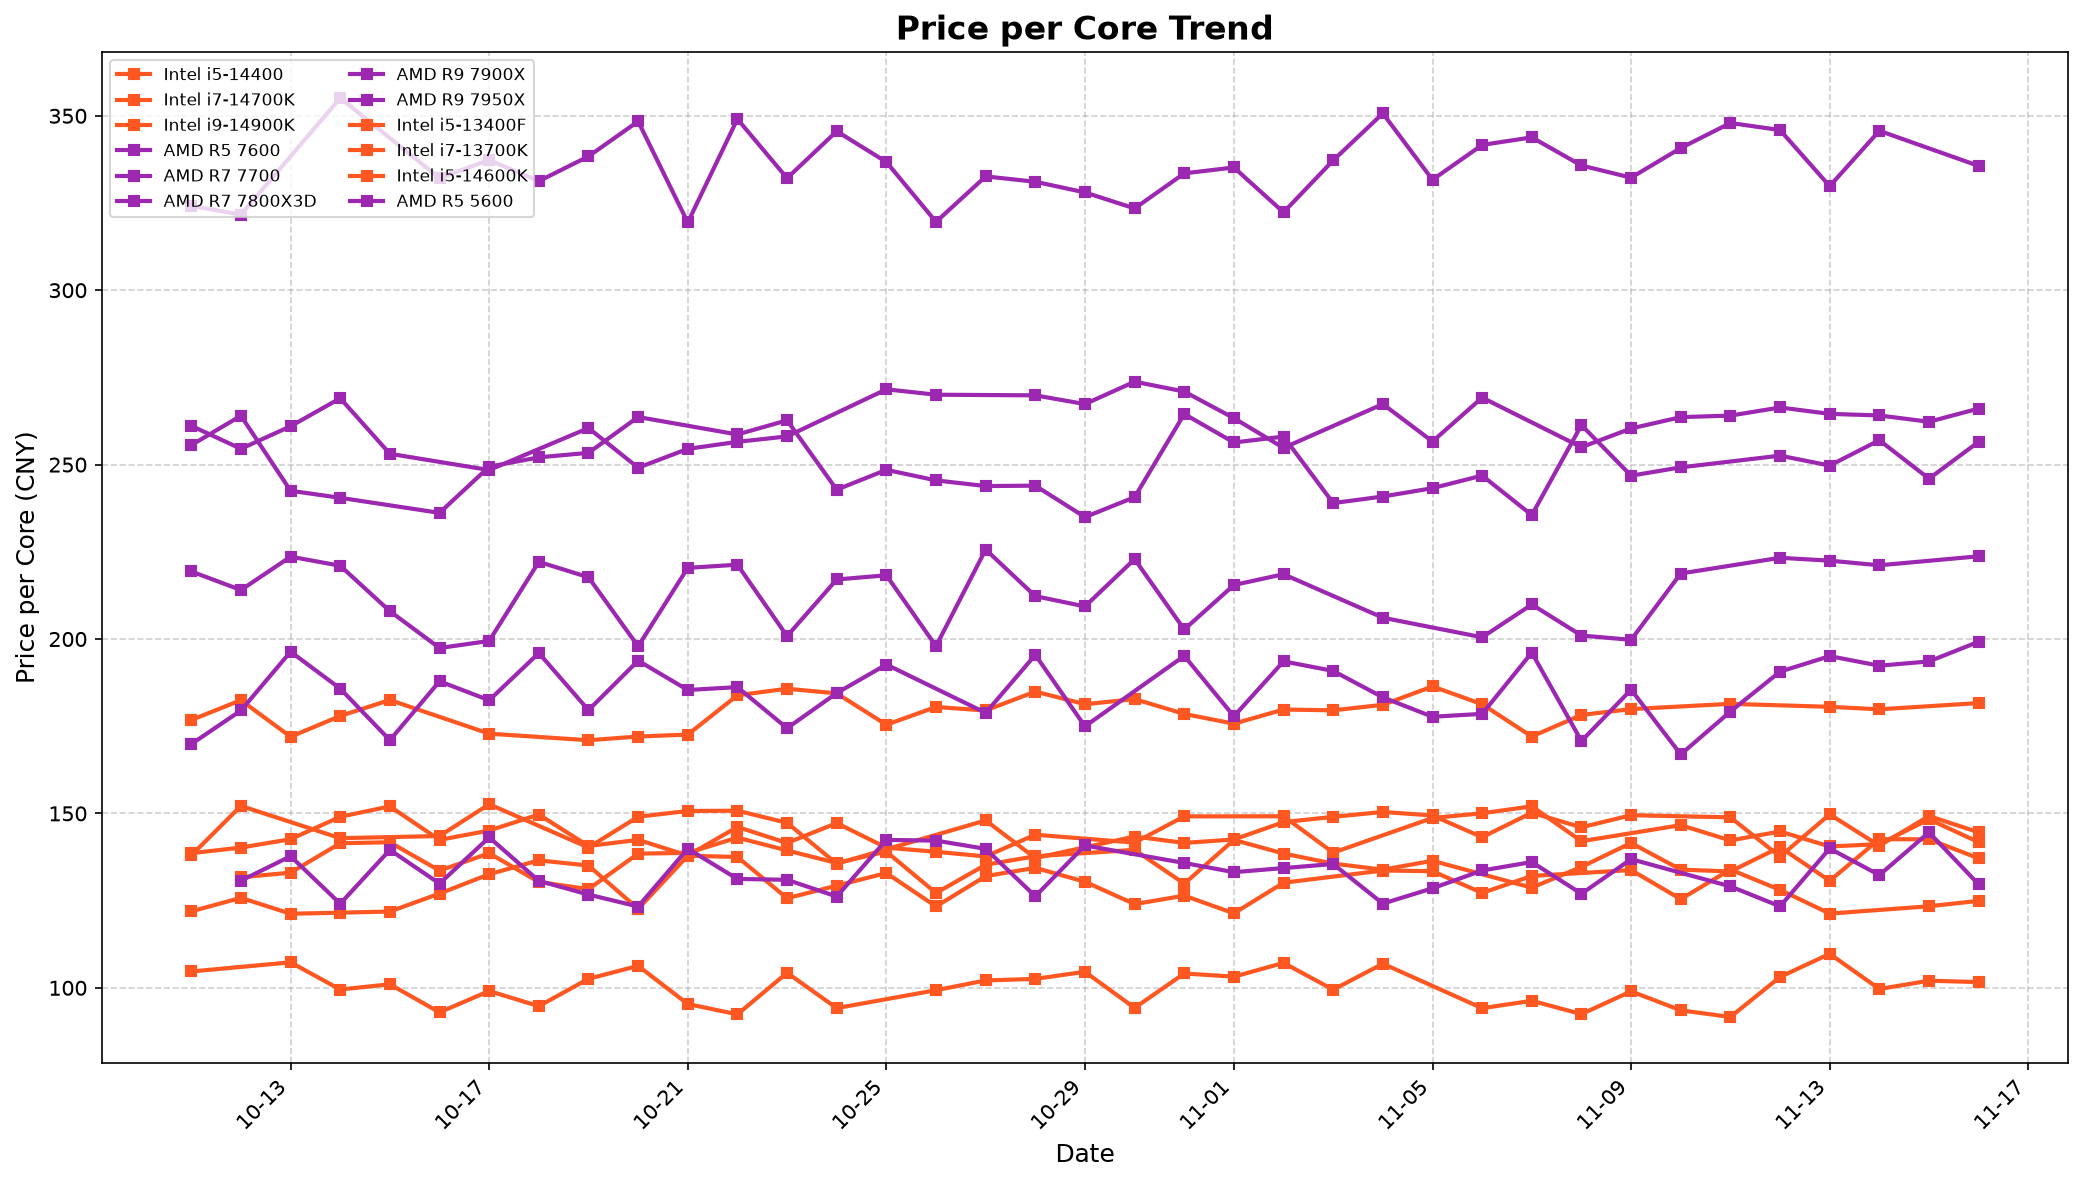 Price per Core Trend
Intel i5-14400
Intel i7-14700K
Intel i9-14900K
AMD R5 7600
AMD R7 7700
AMD R7 7800X3D
AMD R9 7900X
AMD R9 7950X
Intel i5-13400F
Intel i7-13700K
Intel i5-14600K
AMD R5 5600
Price per Core (CNY)
350
300
250
200
150
100
10-13
10-17
10-21
10-25
10-29
11-01
11-05
11-09
11-13
11-17
Date